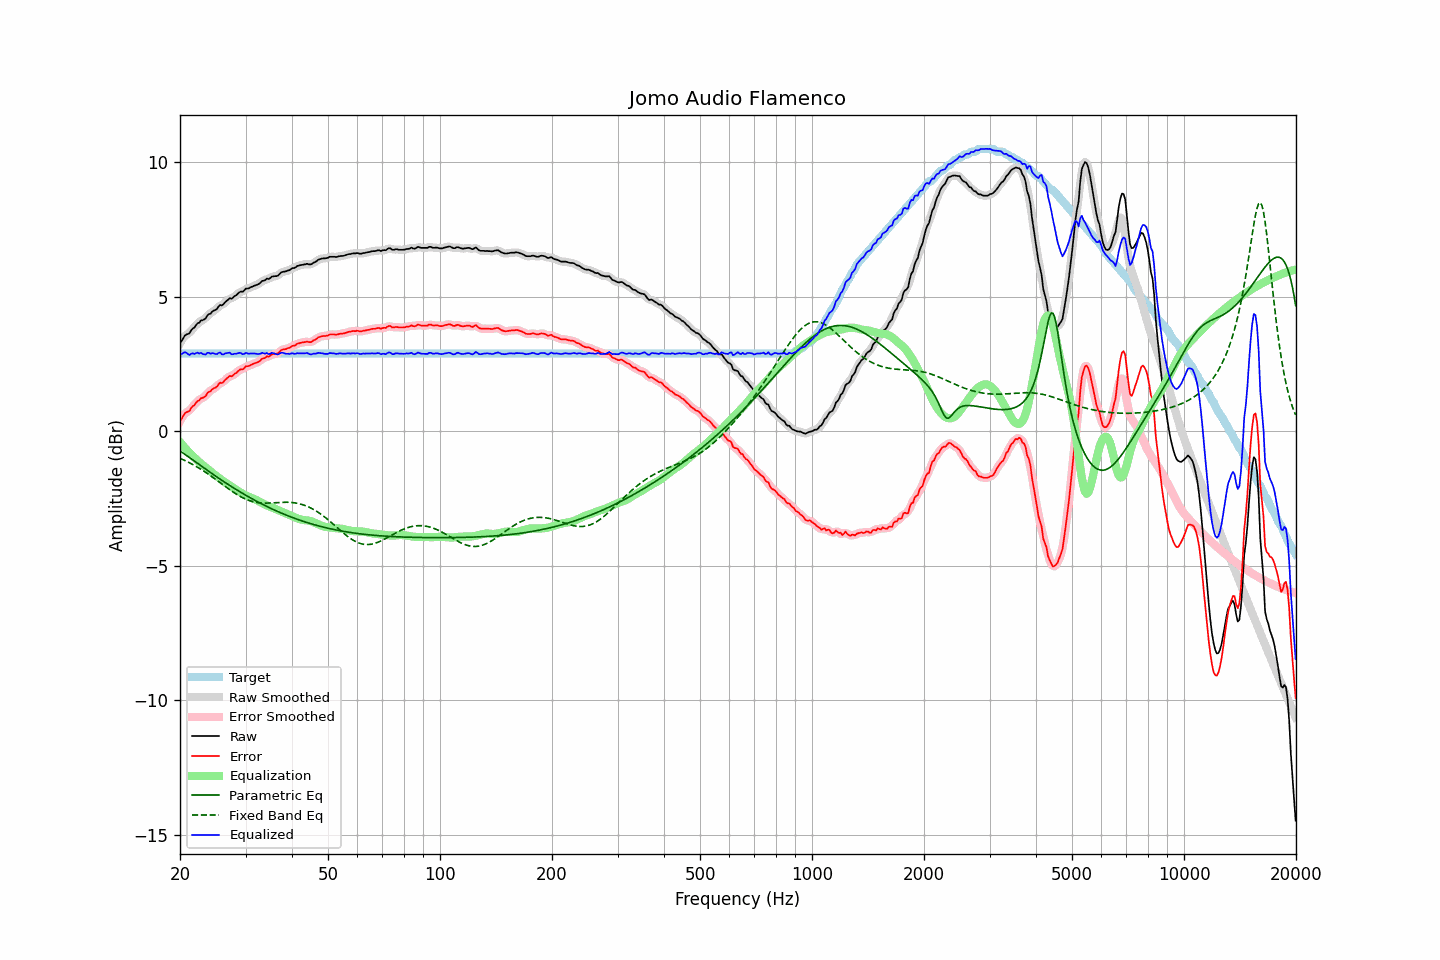 Jomo Audio Flamenco
Amplitude (dBr)
10
5
0
−5
−10
−15
Target
Raw Smoothed
Error Smoothed
Raw
Error
Equalization
Parametric Eq
Fixed Band Eq
Equalized
20 50 100 200 500 1000 2000 5000 10000 20000
Frequency (Hz)